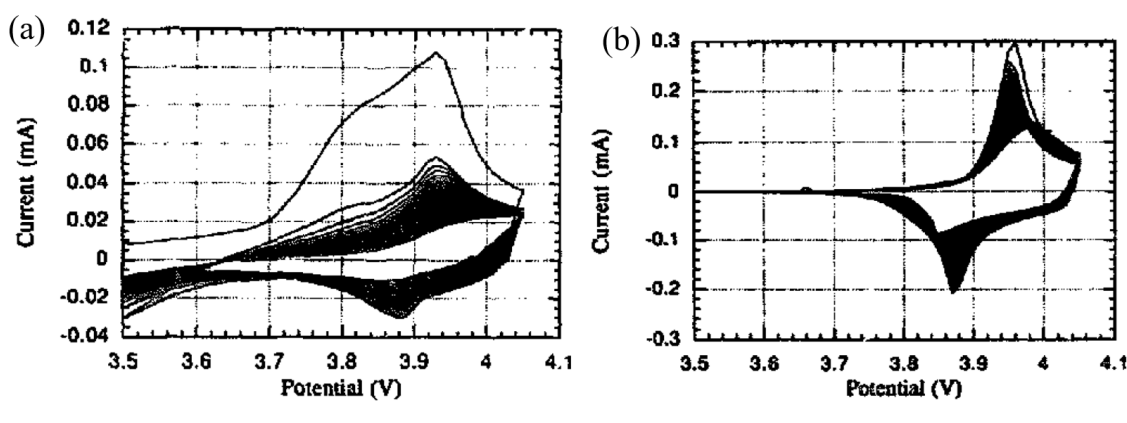 (a)
0.12
0.1
0.08
0.06
0.04
0.02
0
-0.02
-0.04
Current (mA)
3.5 3.6 3.7 3.8 3.9 4 4.1
Potential (V)
(b)
0.3
0.2
0.1
0
-0.1
-0.2
-0.3
Current (mA)
3.5 3.6 3.7 3.8 3.9 4 4.1
Potential (V)